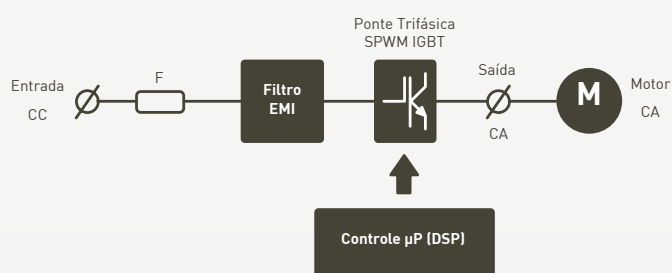 Ponte Trifásica
SPWM IGBT
Entrada
CC
F
Filtro
EMI
Saída
CA
M
Motor
CA
Controle µP (DSP)